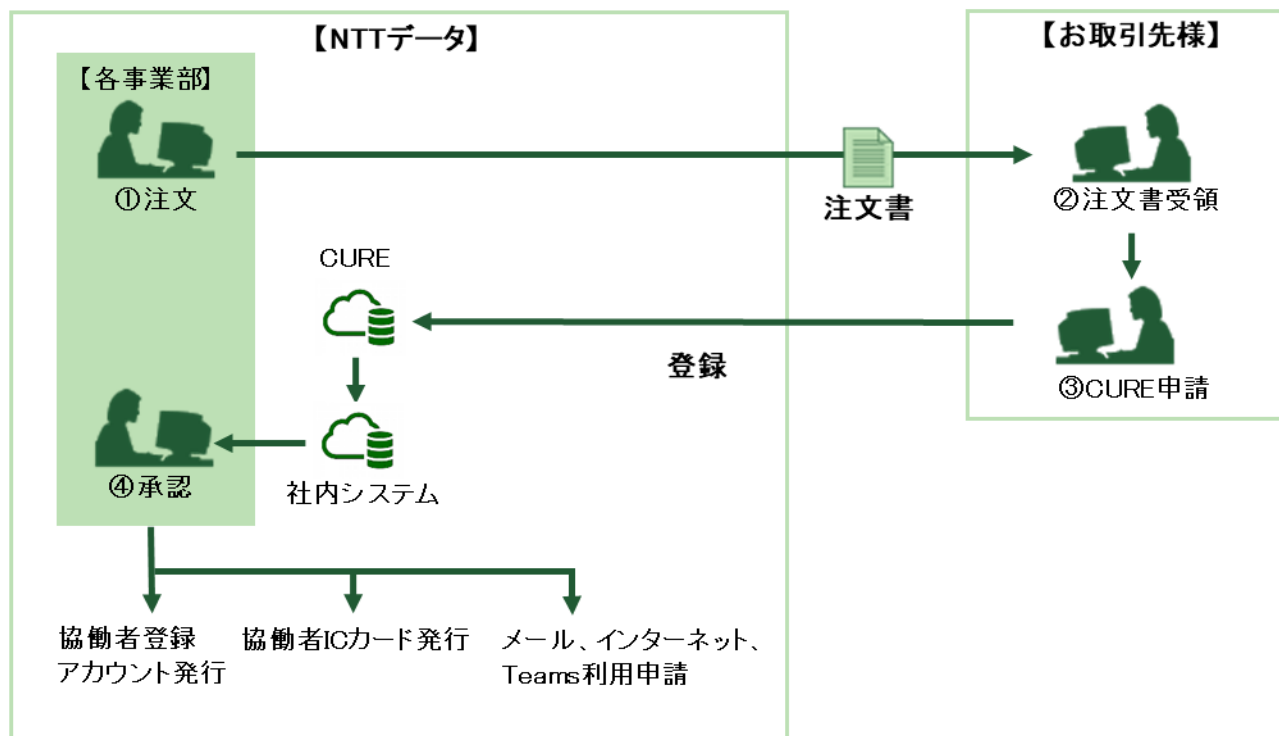 【NTTデータ】
【お取引先様】
【各事業部】
①注文
注文書
②注文書受領
CURE
登録
③CURE申請
④承認
社内システム
協働者登録
アカウント発行
協働者ICカード発行
メール、インターネット、
Teams利用申請